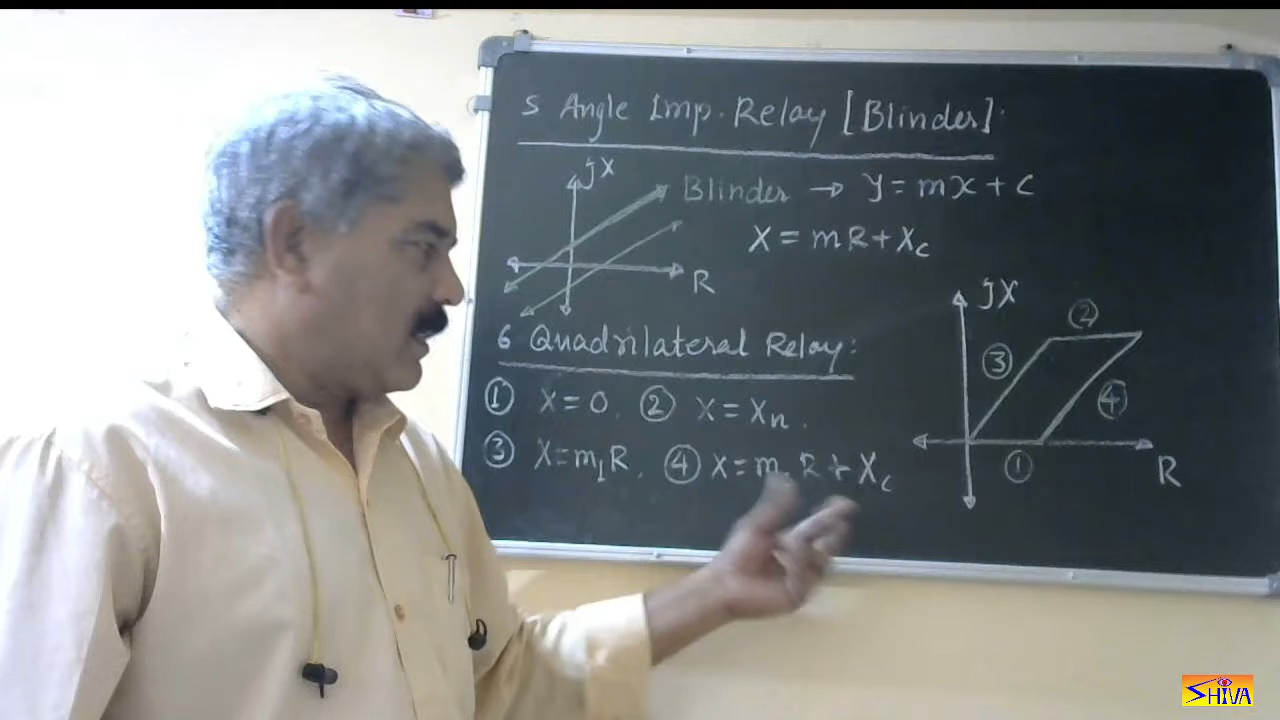 5 Angle Imp. Relay [Blinder].
jX
Blinder → y = mx + c
X = mR + Xc
R
6 Quadrilateral Relay:
① X = 0. ② X = Xn.
③ X = m1R. ④ X = m R + Xc
jX
②
③
④
①
R
SHIVA